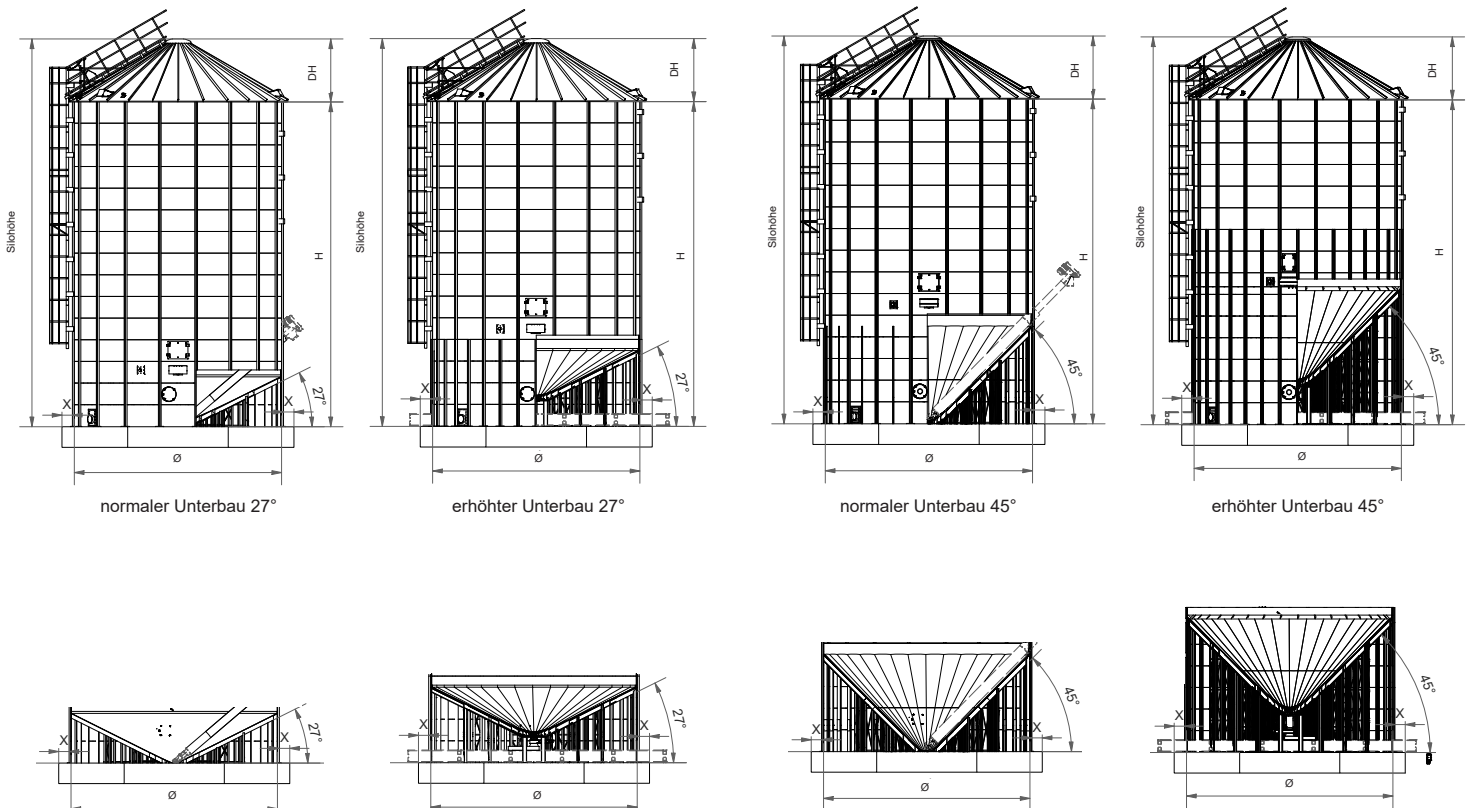 Silohöhe
DH
H
X
X
27°
Ø
normaler Unterbau 27°
Silohöhe
DH
H
X
X
27°
Ø
erhöhter Unterbau 27°
Silohöhe
DH
H
X
X
45°
Ø
normaler Unterbau 45°
Silohöhe
DH
H
X
X
45°
Ø
erhöhter Unterbau 45°
X
X
27°
Ø
X
X
27°
Ø
X
X
45°
Ø
X
X
45°
Ø